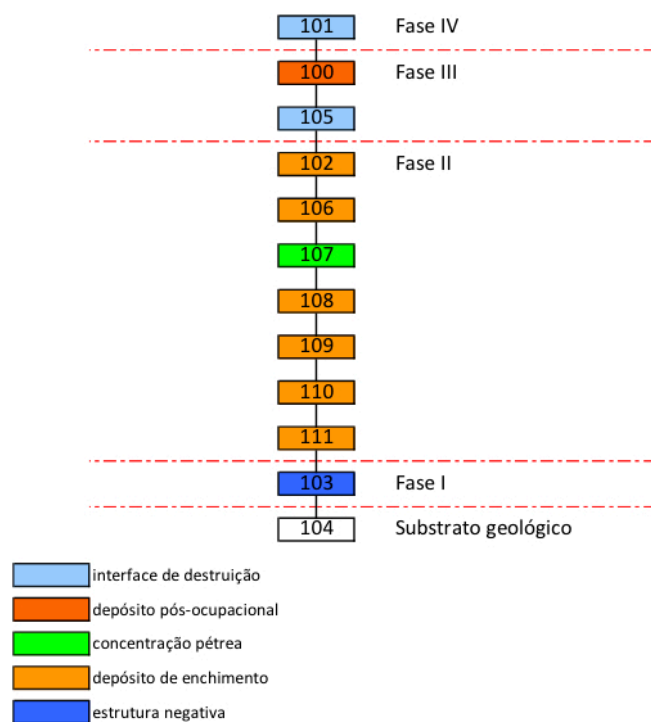 101 Fase IV
100 Fase III
105
102 Fase II
106
107
108
109
110
111
103 Fase I
104 Substrato geológico
interface de destruição
depósito pós-ocupacional
concentração pétrea
depósito de enchimento
estrutura negativa